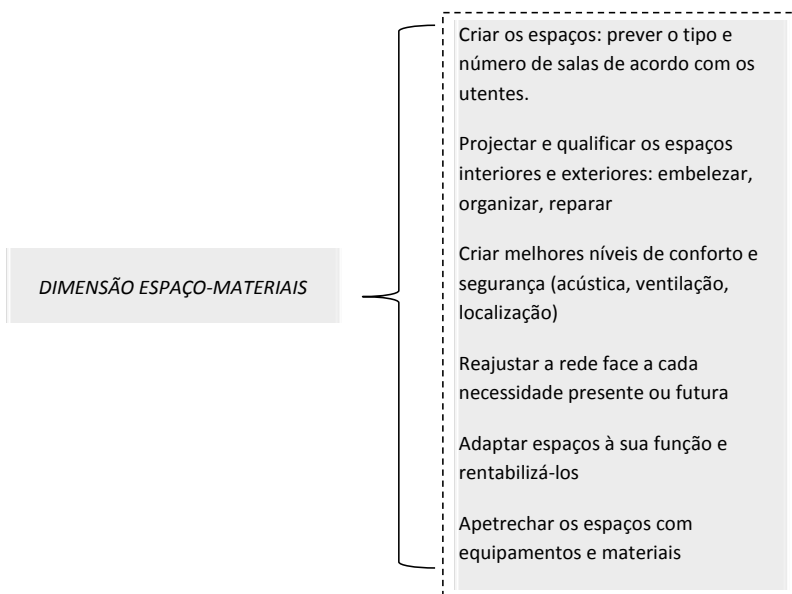 Criar os espaços: prever o tipo e
número de salas de acordo com os
utentes.
Projectar e qualificar os espaços
interiores e exteriores: embelezar,
organizar, reparar
Criar melhores níveis de conforto e
segurança (acústica, ventilação,
localização)
DIMENSÃO ESPAÇO-MATERIAIS
Reajustar a rede face a cada
necessidade presente ou futura
Adaptar espaços à sua função e
rentabilizá-los
Apetrechar os espaços com
equipamentos e materiais